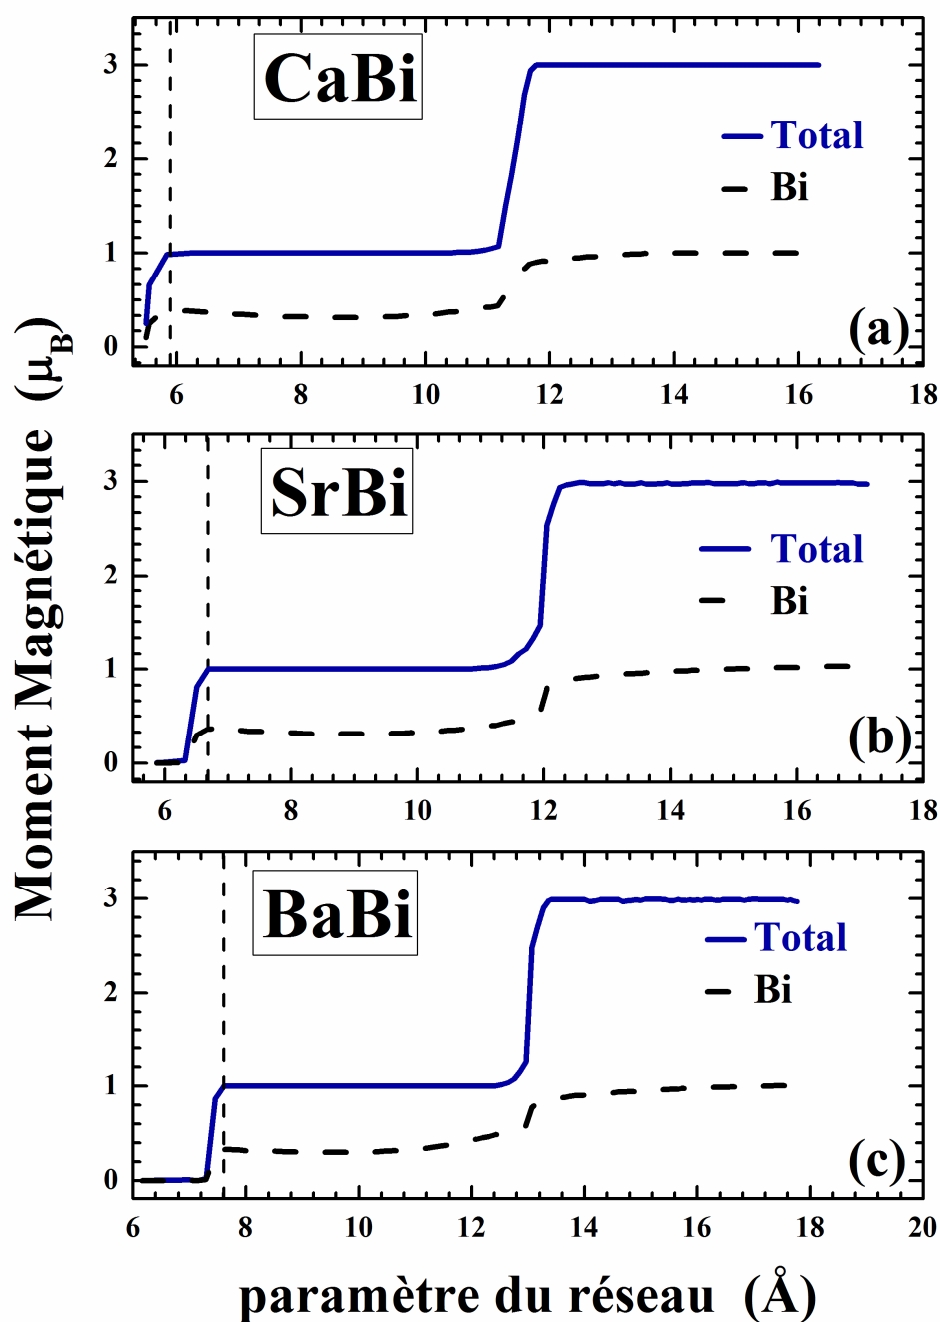 Moment Magnétique (μB)
CaBi
Total
Bi
(a)
3
2
1
0
6 8 10 12 14 16 18
SrBi
Total
Bi
(b)
3
2
1
0
6 8 10 12 14 16 18
BaBi
Total
Bi
(c)
3
2
1
0
6 8 10 12 14 16 18 20
paramètre du réseau (Å)